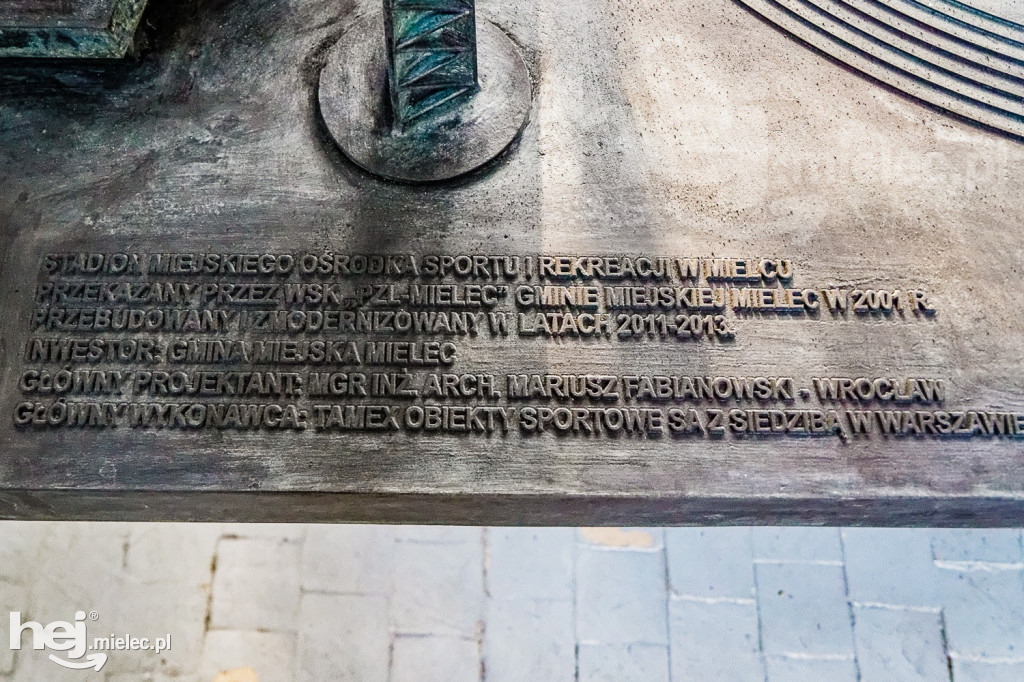 STADION MIEJSKIEGO OŚRODKA SPORTU I REKREACJI W MIELCU
PRZEKAZANY PRZEZ WSK „PZL-MIELEC" GMINIE MIEJSKIEJ MIELEC W 2001 R.
PRZEBUDOWANY I ZMODERNIZOWANY W LATACH 2011-2013.
INWESTOR: GMINA MIEJSKA MIELEC
GŁÓWNY PROJEKTANT: MGR INŻ. ARCH. MARIUSZ FABIANOWSKI - WROCŁAW
GŁÓWNY WYKONAWCA: TAMEX OBIEKTY SPORTOWE SA Z SIEDZIBĄ W WARSZAWIE
hej® .mielec.pl